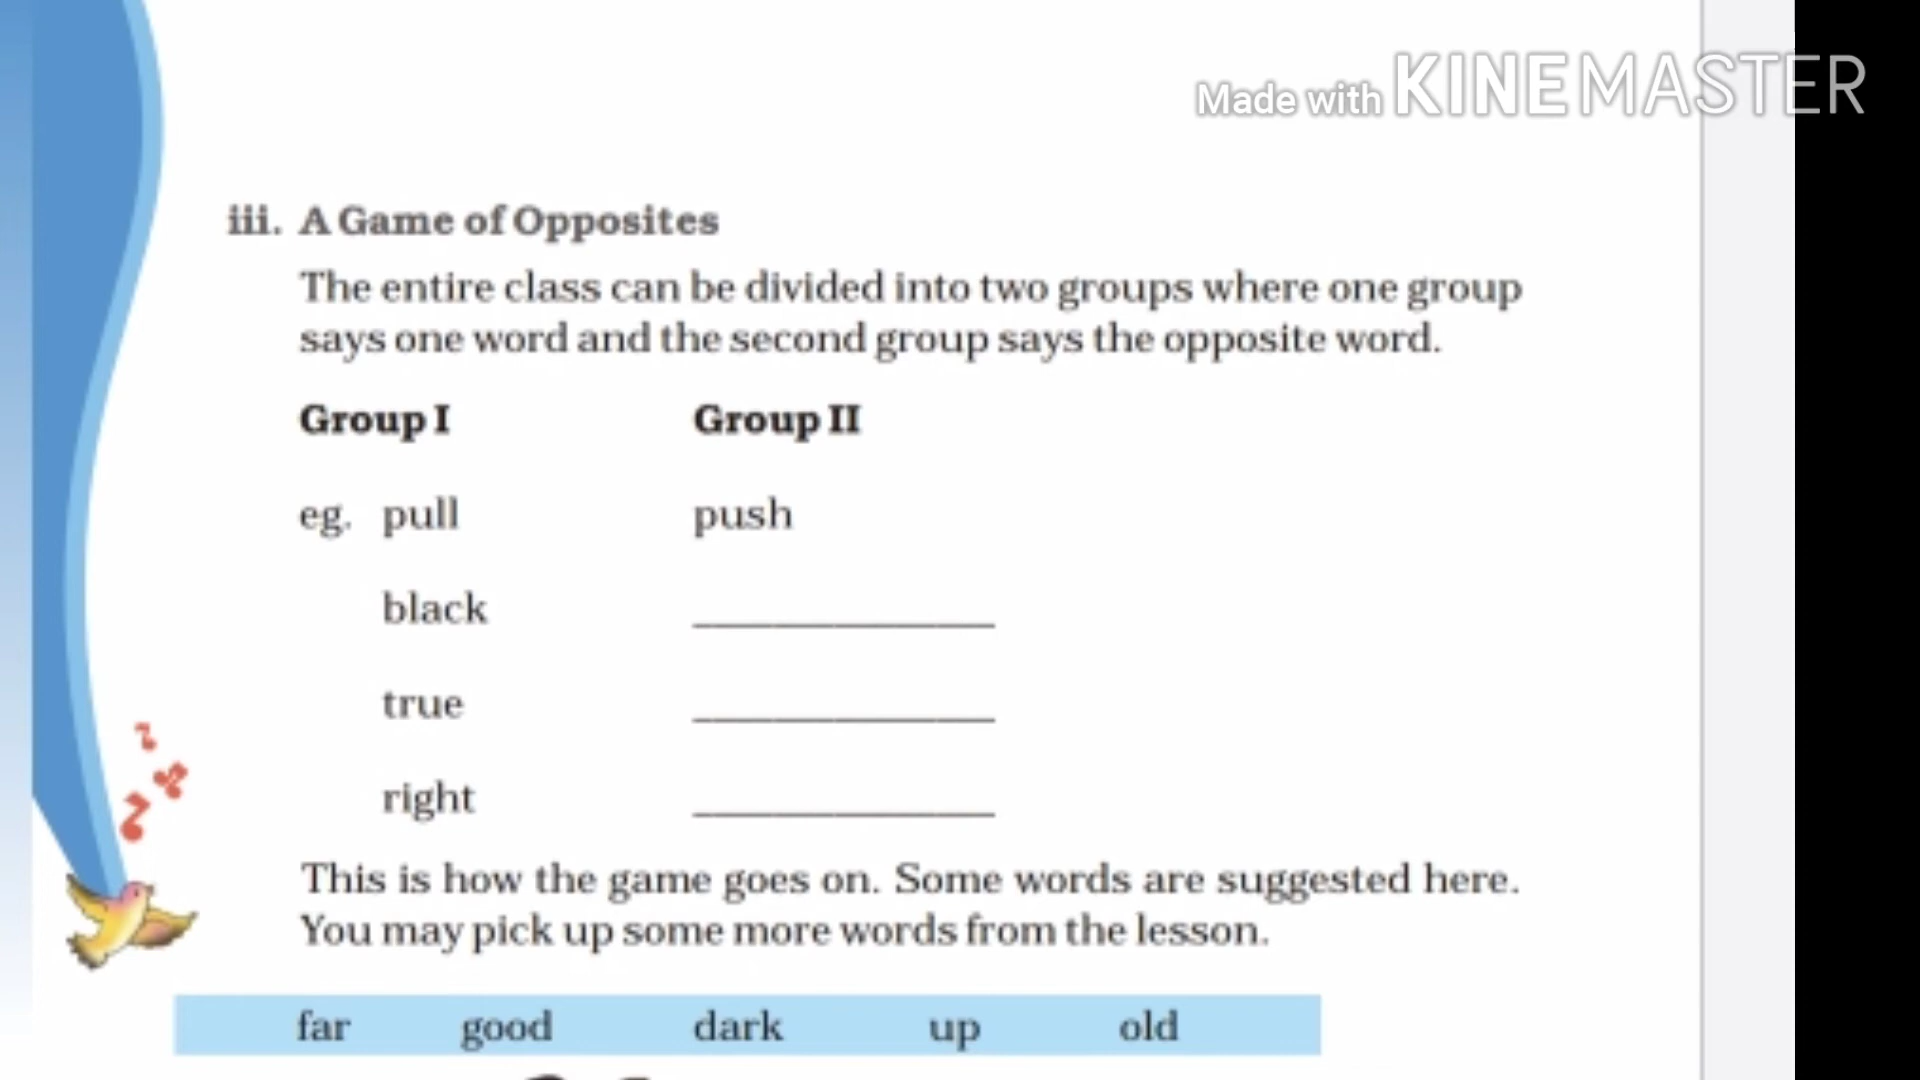 Made with KINEMASTER
iii. A Game of Opposites
The entire class can be divided into two groups where one group
says one word and the second group says the opposite word.
Group I Group II
eg. pull push
black
true
right
This is how the game goes on. Some words are suggested here.
You may pick up some more words from the lesson.
far good dark up old